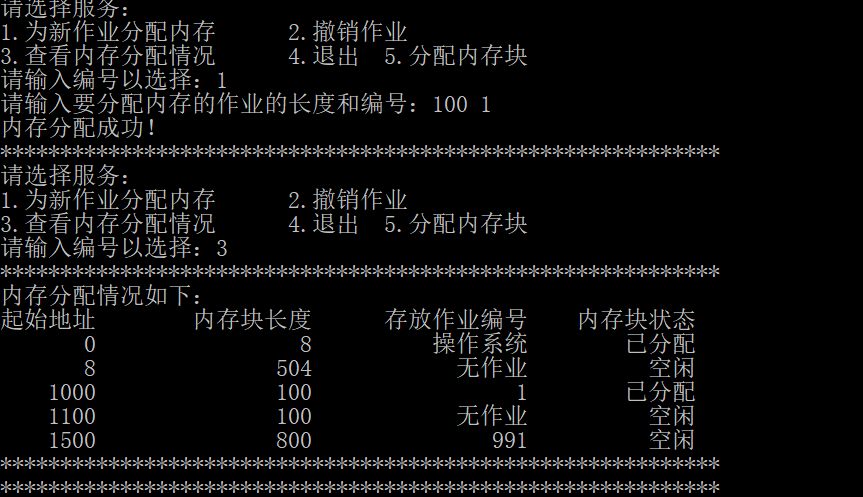 请选择服务:
1.为新作业分配内存 2.撤销作业
3.查看内存分配情况 4.退出 5.分配内存块
请输入编号以选择: 1
请输入要分配内存的作业的长度和编号: 100 1
内存分配成功!
************************************************************
请选择服务:
1.为新作业分配内存 2.撤销作业
3.查看内存分配情况 4.退出 5.分配内存块
请输入编号以选择: 3
************************************************************
内存分配情况如下:
起始地址 内存块长度 存放作业编号 内存块状态
0 8 操作系统 已分配
8 504 无作业 空闲
1000 100 1 已分配
1100 100 无作业 空闲
1500 800 991 空闲
************************************************************
************************************************************